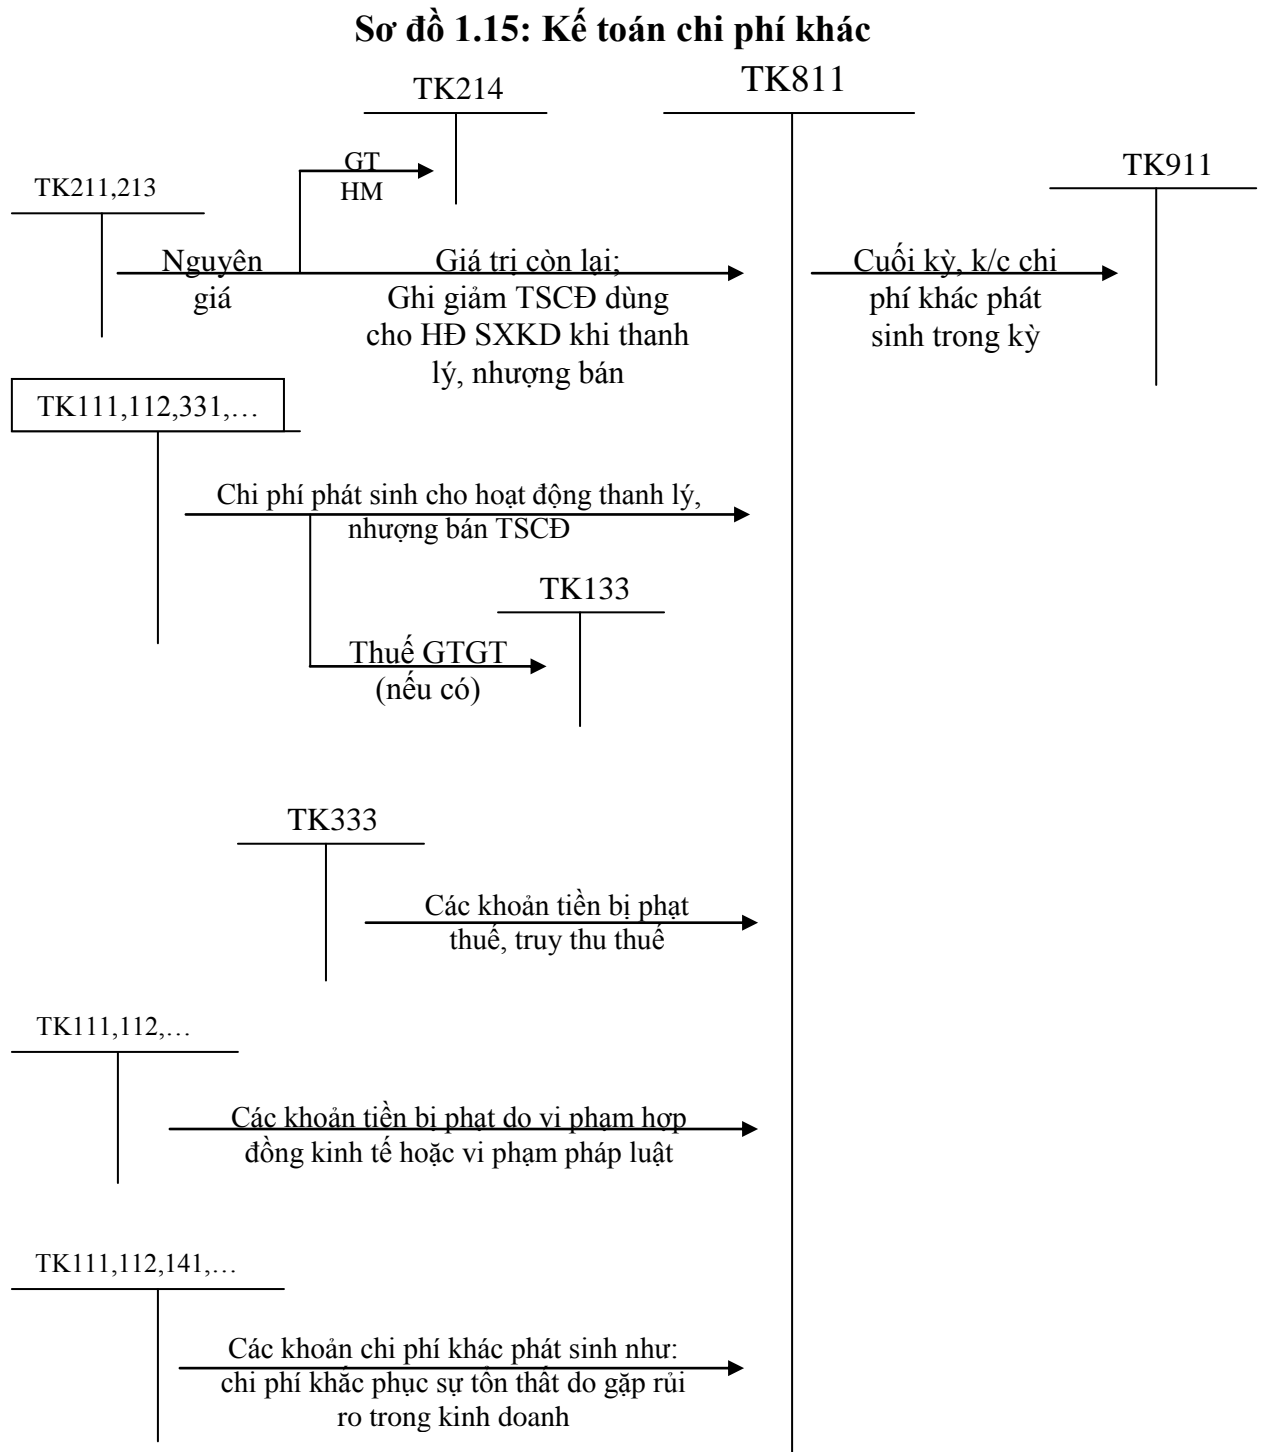 Sơ đồ 1.15: Kế toán chi phí khác
TK214
TK811
GT
HM
TK911
TK211,213
Nguyên
giá
Giá trị còn lại;
Ghi giảm TSCĐ dùng
cho HĐ SXKD khi thanh
lý, nhượng bán
Cuối kỳ, k/c chi
phí khác phát
sinh trong kỳ
TK111,112,331,…
Chi phí phát sinh cho hoạt động thanh lý,
nhượng bán TSCĐ
TK133
Thuế GTGT
(nếu có)
TK333
Các khoản tiền bị phạt
thuế, truy thu thuế
TK111,112,…
Các khoản tiền bị phạt do vi phạm hợp
đồng kinh tế hoặc vi phạm pháp luật
TK111,112,141,…
Các khoản chi phí khác phát sinh như:
chi phí khắc phục sự tổn thất do gặp rủi
ro trong kinh doanh